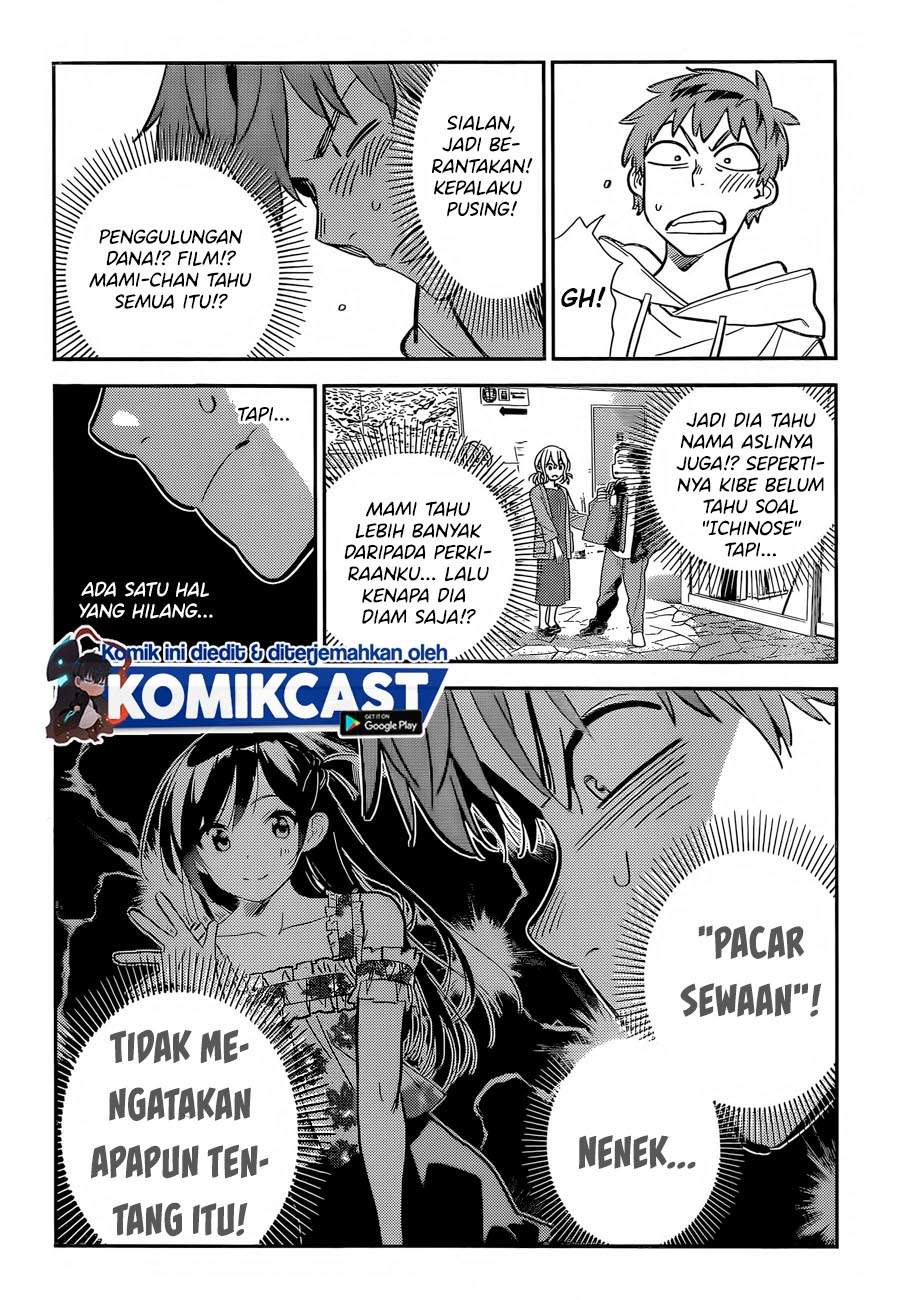 GH!
SIALAN,
JADI BE-
RANTAKAN!
KEPALAKU
PUSING!
PENGGULUNGAN
DANA!? FILM!?
MAMI-CHAN TAHU
SEMUA ITU!?
JADI DIA TAHU
NAMA ASLINYA
JUGA!? SEPERTI-
NYA KIBE BELUM
TAHU SOAL
"ICHINOSE"
TAPI...
MAMI TAHU
LEBIH BANYAK
DARIPADA PERKI-
RAANKU... LALU
KENAPA DIA
DIAM SAJA!?
TAPI...
ADA SATU HAL
YANG HILANG...
Komik ini diedit & diterjemahkan oleh
KOMIKCAST
GET IT ON
Google Play
"PACAR
SEWAAN"!
NENEK...
TIDAK ME-
NGATAKAN
APAPUN TEN-
TANG ITU!